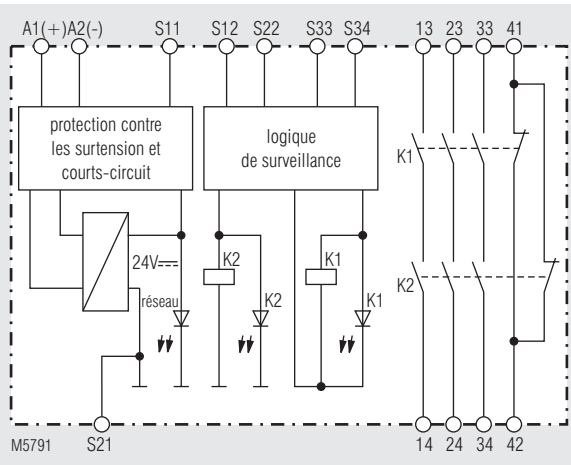 A1(+) A2(-) S11 S12 S22 S33 S34 13 23 33 41
protection contre
les surtension et
courts-circuit
logique
de surveillance
K1
24V
K2
K1
réseau
K2
K1
K2
M5791 S21 14 24 34 42